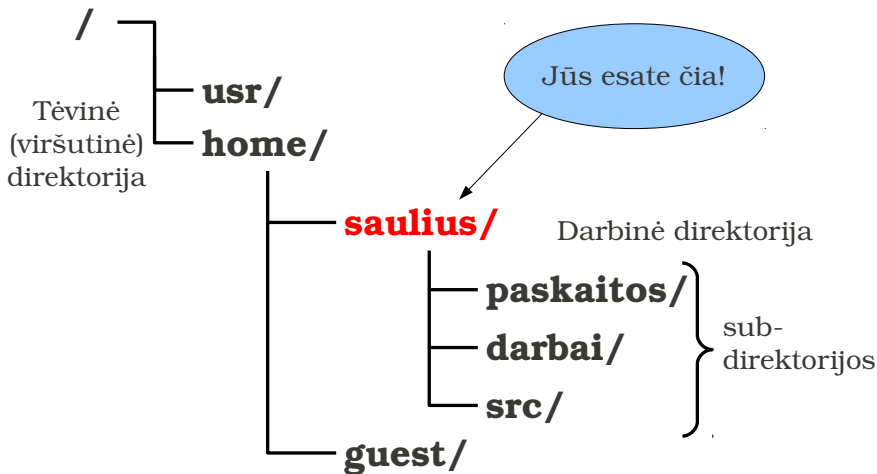 /
Jūs esate čia!
usr/
Tėvinė
(viršutinė)
direktorija
home/
saulius/
Darbinė direktorija
paskaitos/
darbai/
src/
sub-
direktorijos
guest/